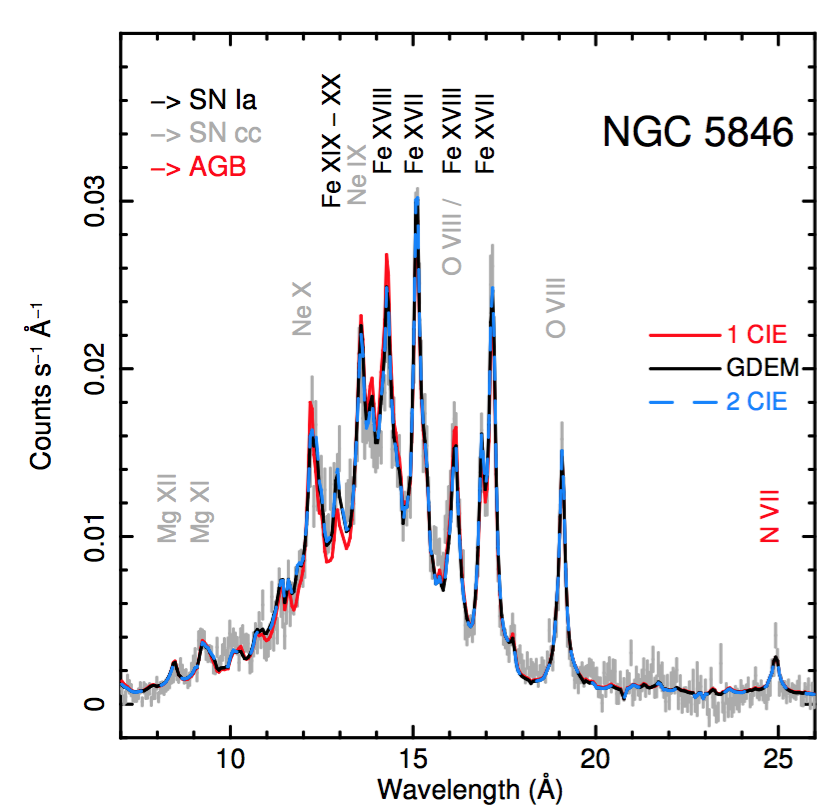 –> SN Ia
–> SN cc
–> AGB
Fe XIX – XX
Ne IX
Fe XVIII
Fe XVII
O VIII /
Fe XVIII
Fe XVII
NGC 5846
Ne X
O VIII
Mg XII
Mg XI
N VII
1 CIE
GDEM
2 CIE
0.03
0.02
0.01
0
Counts s⁻¹ Å⁻¹
10
15
20
25
Wavelength (Å)